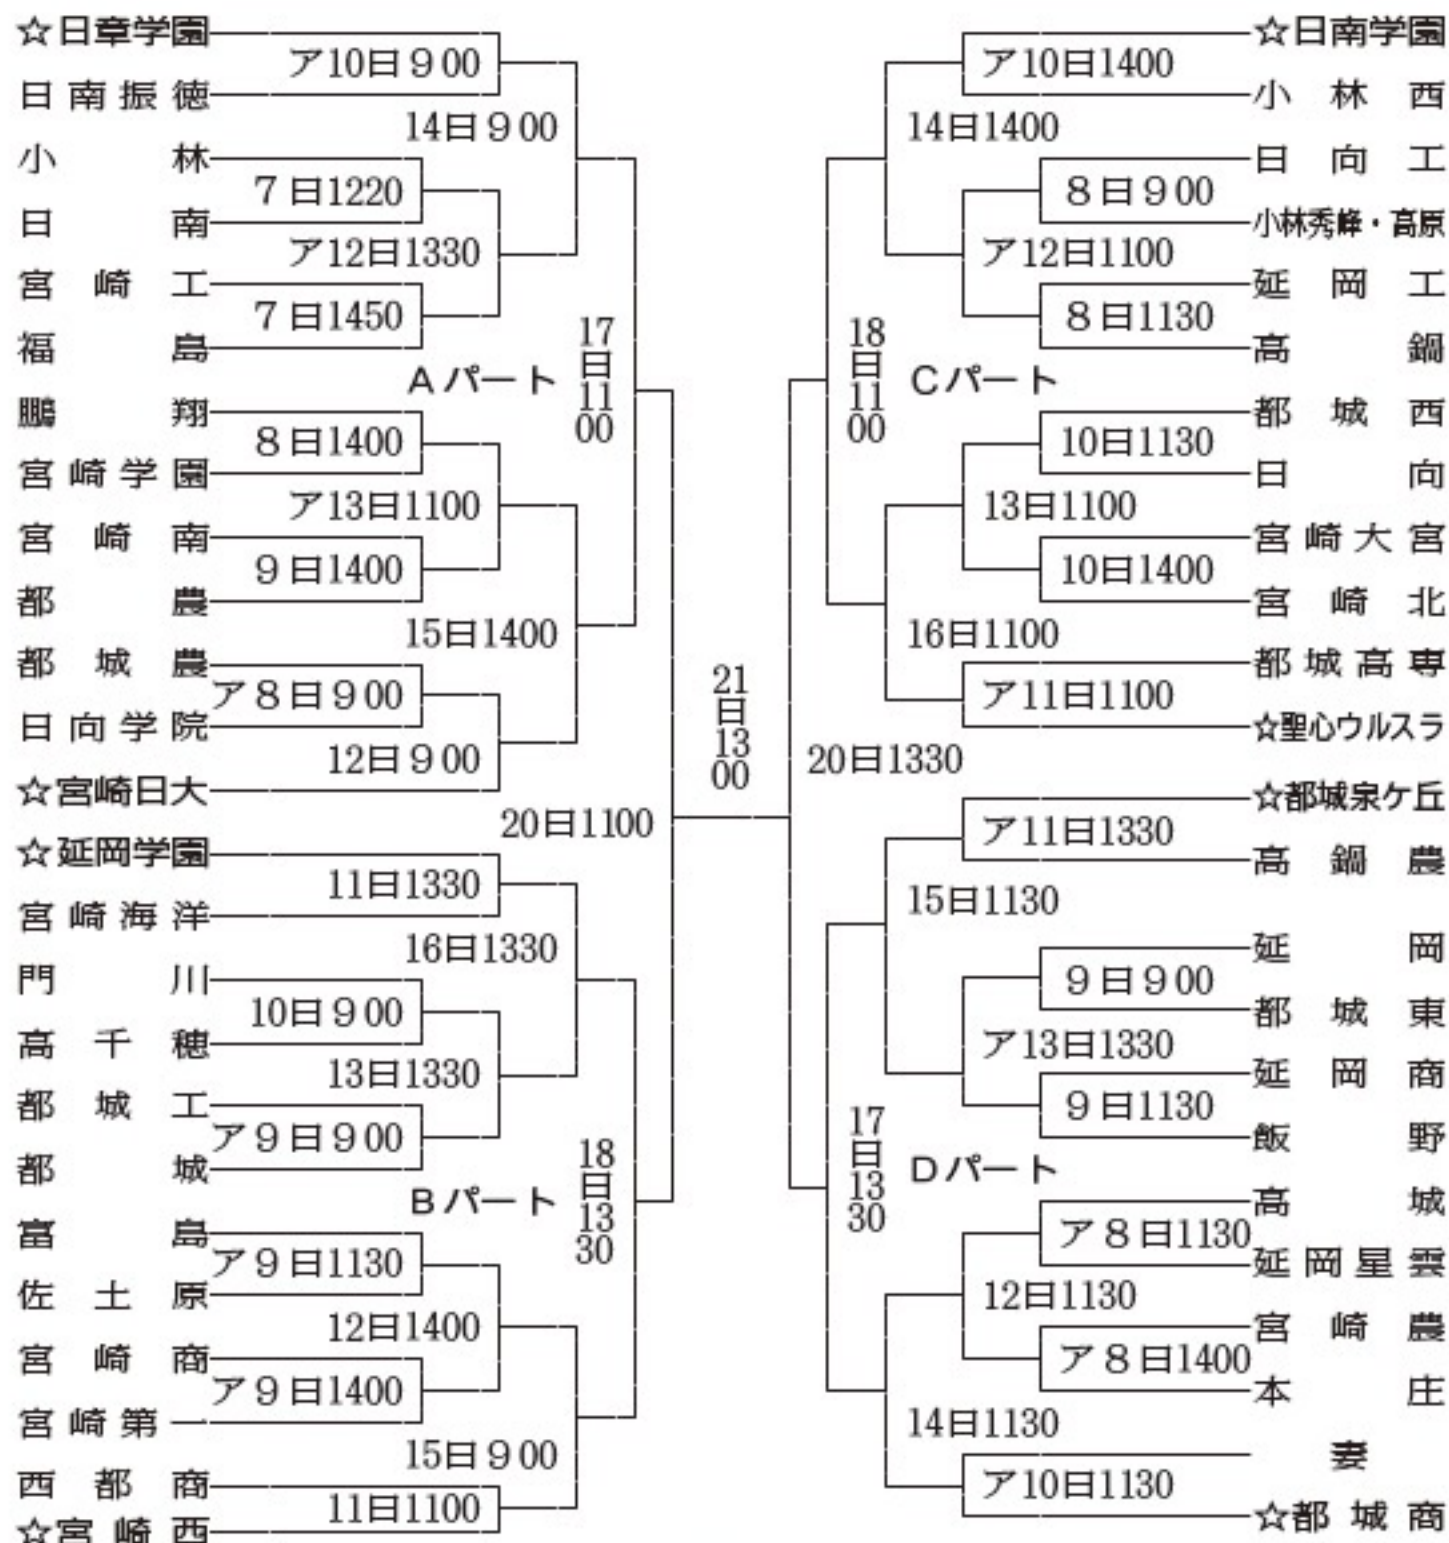 ☆日章学園
ア10日9 00
日南振徳
14日9 00
小林
7日1220
日南
ア12日1330
宮崎工
7日1450
福島
17日1100
Aパート
鵬翔
8日1400
宮崎学園
ア13日1100
宮崎南
9日1400
都農
15日1400
都城農
ア8日9 00
日向学院
12日9 00
☆宮崎日大
20日1100
☆延岡学園
11日1330
宮崎海洋
16日1330
門川
10日9 00
高千穂
13日1330
都城工
ア9日9 00
都城
18日1330
Bパート
富島
ア9日1130
佐土原
12日1400
宮崎商
ア9日1400
宮崎第一
15日9 00
西都商
11日1100
☆宮崎西
21日1300
☆日南学園
ア10日1400
小林西
14日1400
日向工
8日9 00
小林秀峰・高原
ア12日1100
延岡工
8日1130
高鍋
18日1100
Cパート
都城西
10日1130
日向
13日1100
宮崎大宮
10日1400
宮崎北
16日1100
都城高専
ア11日1100
☆聖心ウルスラ
20日1330
☆都城泉ケ丘
ア11日1330
高鍋農
15日1130
延岡
9日9 00
都城東
ア13日1330
延岡商
9日1130
飯野
17日1330
Dパート
高城
ア8日1130
延岡星雲
12日1130
宮崎農
ア8日1400
本庄
14日1130
妻
ア10日1130
☆都城商